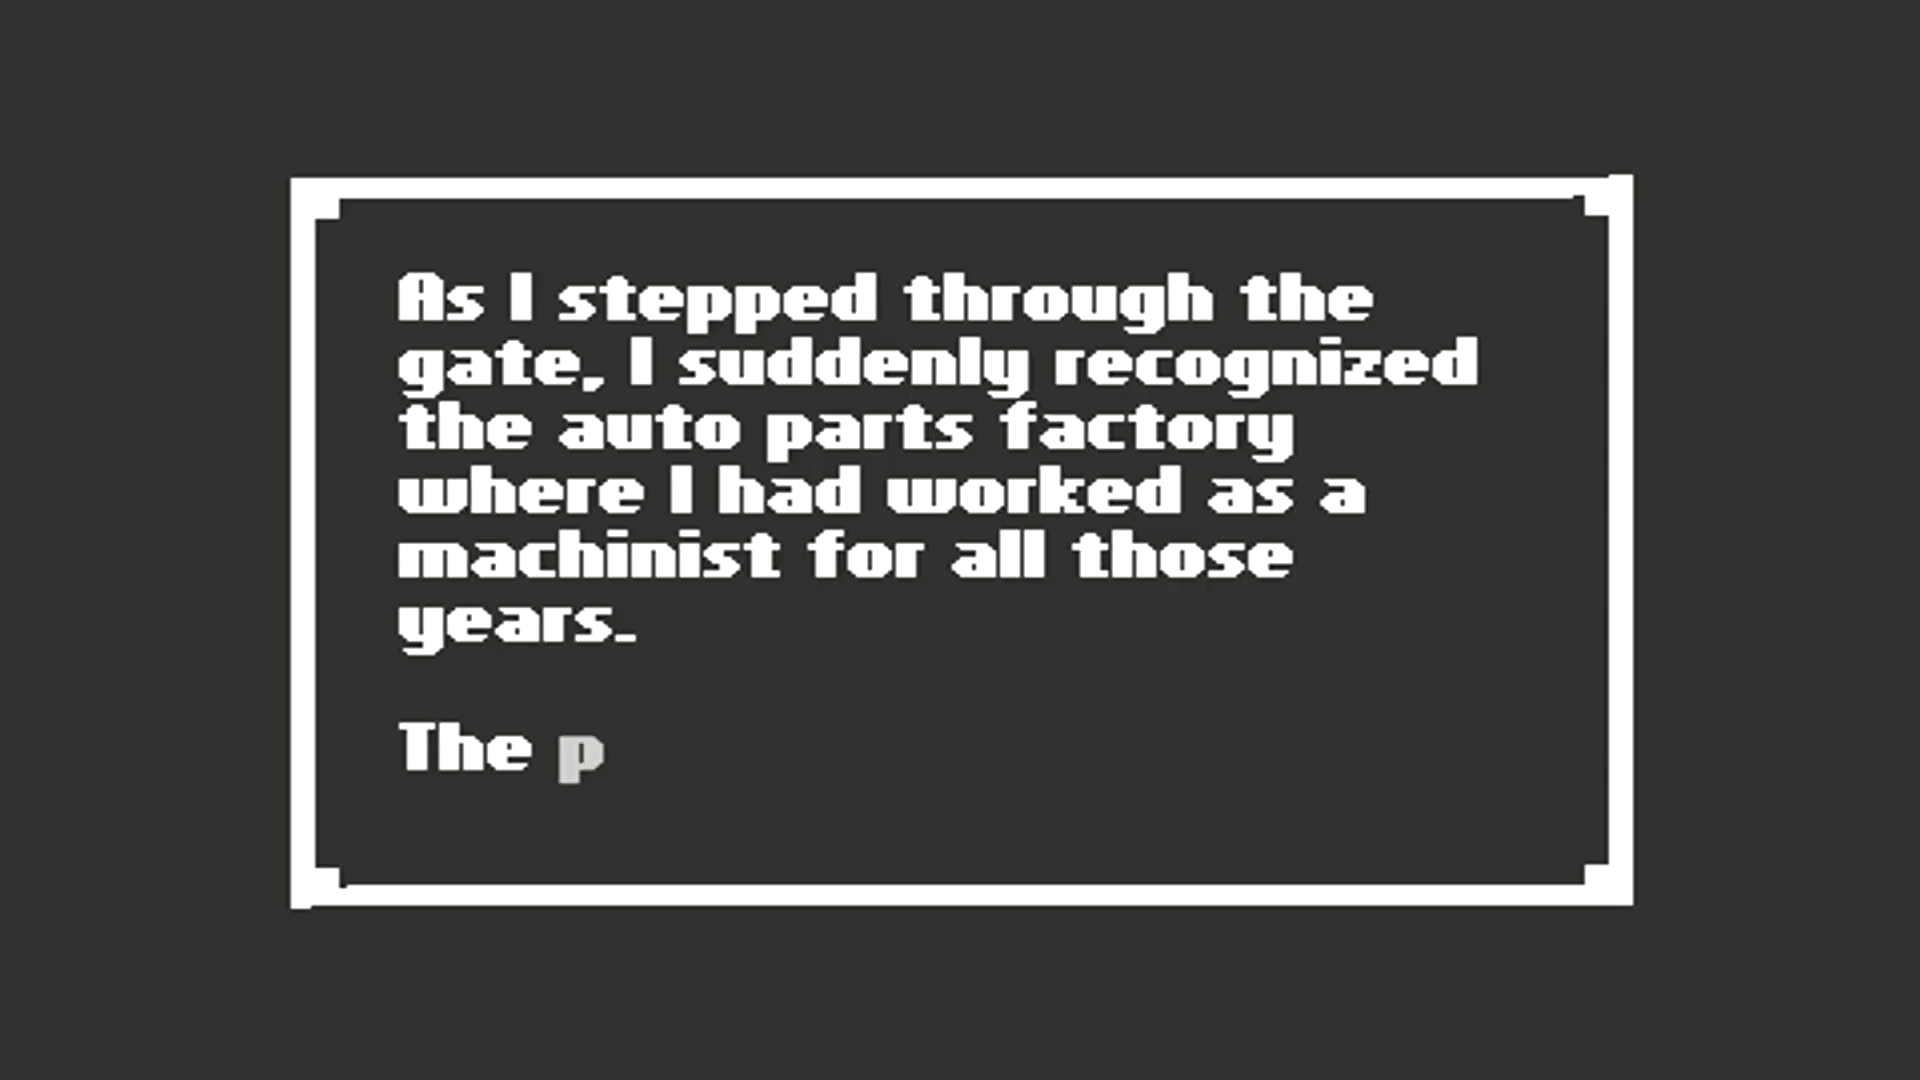 As I stepped through the
gate, I suddenly recognized
the auto parts factory
where I had worked as a
machinist for all those
years.
The p